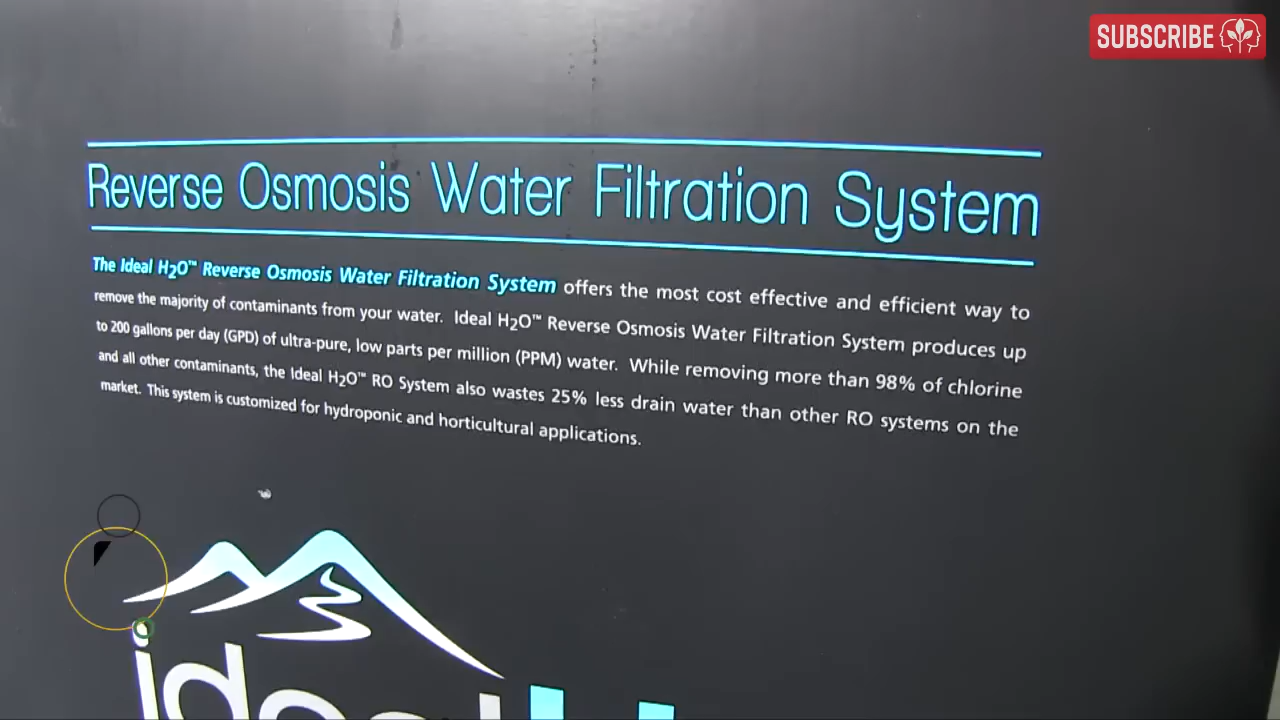 SUBSCRIBE
Reverse Osmosis Water Filtration System
The Ideal H2O™ Reverse Osmosis Water Filtration System offers the most cost effective and efficient way to
remove the majority of contaminants from your water. Ideal H2O™ Reverse Osmosis Water Filtration System produces up
to 200 gallons per day (GPD) of ultra-pure, low parts per million (PPM) water. While removing more than 98% of chlorine
and all other contaminants, the Ideal H2O™ RO System also wastes 25% less drain water than other RO systems on the
market. This system is customized for hydroponic and horticultural applications.
ideal